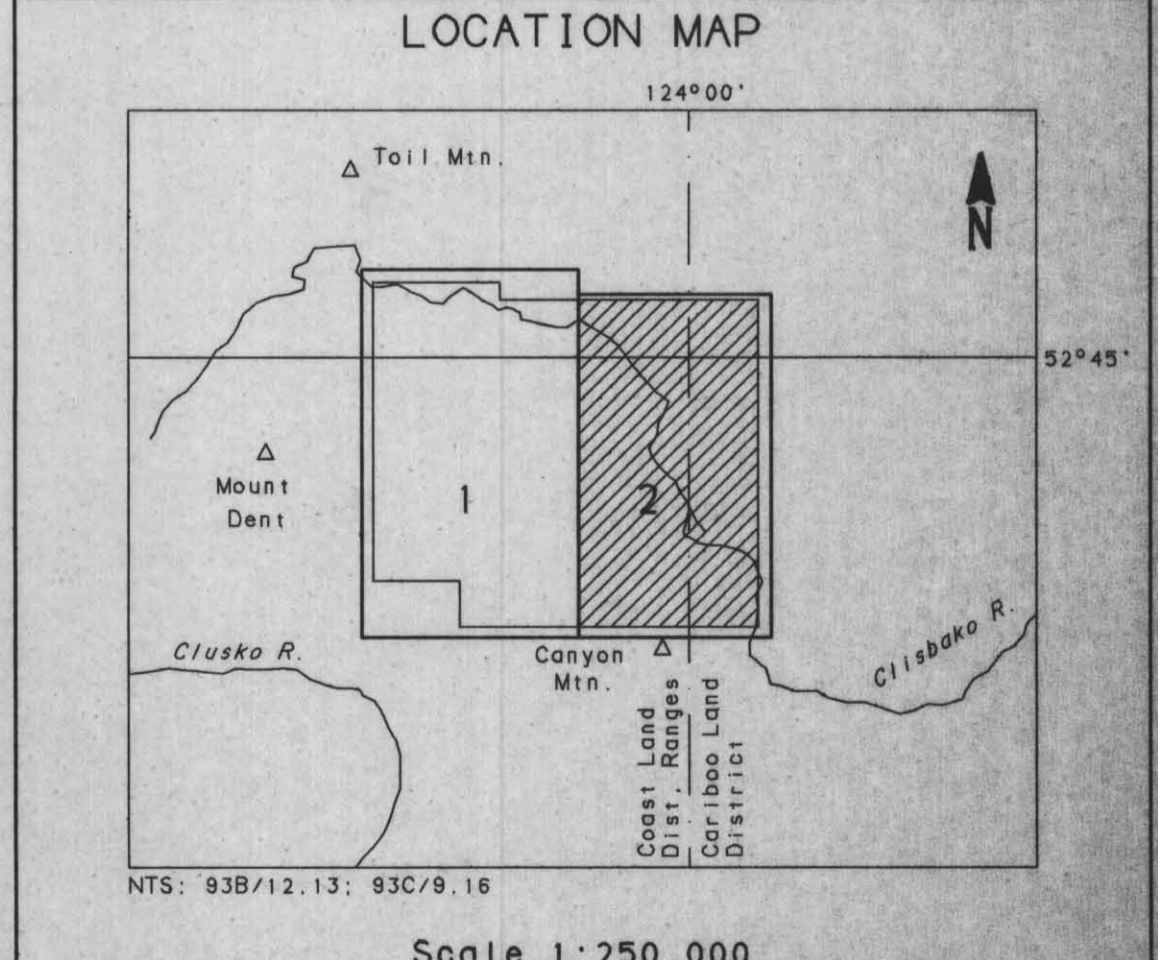 LOCATION MAP
124°00'
Toil Mtn.
N
52°45'
Mount
Dent
1
2
Clusko R.
Canyon
Mtn.
Clisbako R.
Coast Land
Dist, Ranges
Cariboo Land
District
NTS: 93B/12.13; 93C/9.16
Scale 1:250 000